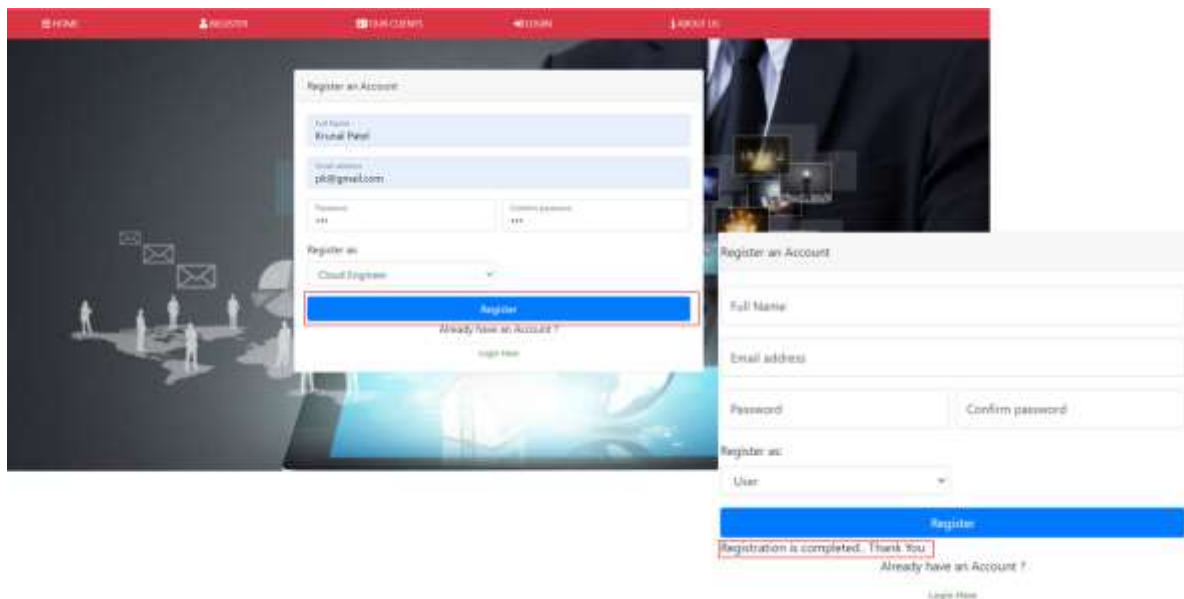 HOME REGISTER OUR CLIENTS LOGIN ABOUT US
Register an Account
Full Name
Krunal Patel
Email address
pk@gmail.com
Password Confirm password
Register as:
Cloud Engineer
Register
Already have an Account ?
Login Here
Register an Account
Full Name
Email address
Password Confirm password
Register as:
User
Register
Registration is completed.. Thank You
Already have an Account ?
Login Here